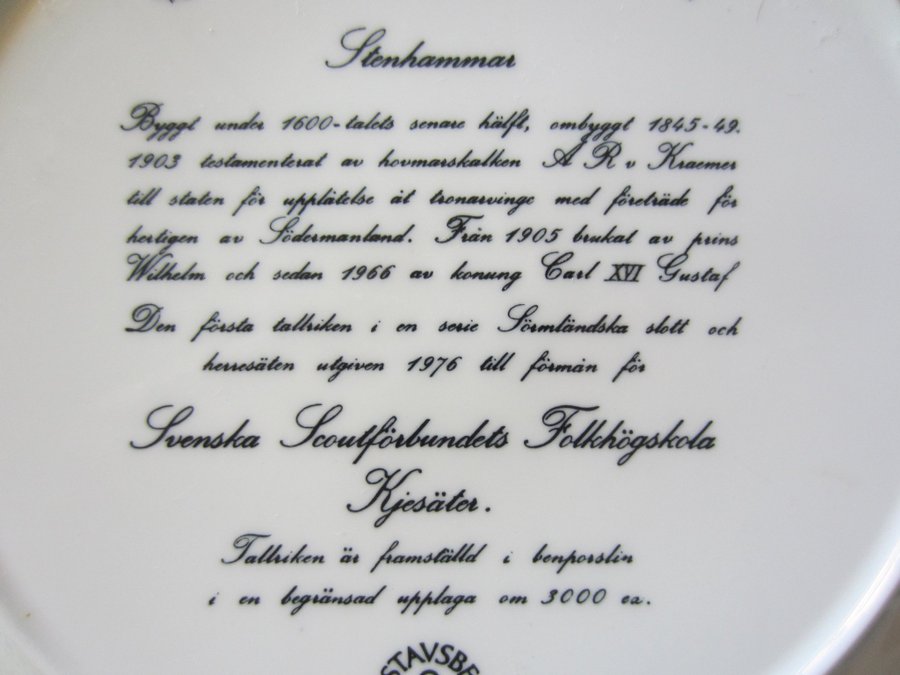 Stenhammar
Byggt under 1600-talets senare hälft, ombyggt 1845-49.
1903 testamenterat av hovmarskalken A R v Kraemer
till staten för upplåtelse åt tronarvinge med företräde för
hertigen av Södermanland. Från 1905 brukat av prins
Wilhelm och sedan 1966 av konung Carl XVI Gustaf
Den första tallriken i en serie Sörmländska slott och
herresäten utgiven 1976 till förmån för
Svenska Scoutförbundets Folkhögskola
Kjesäter.
Tallriken är framställd i benporslin
i en begränsad upplaga om 3000 ex.
STAVSBE